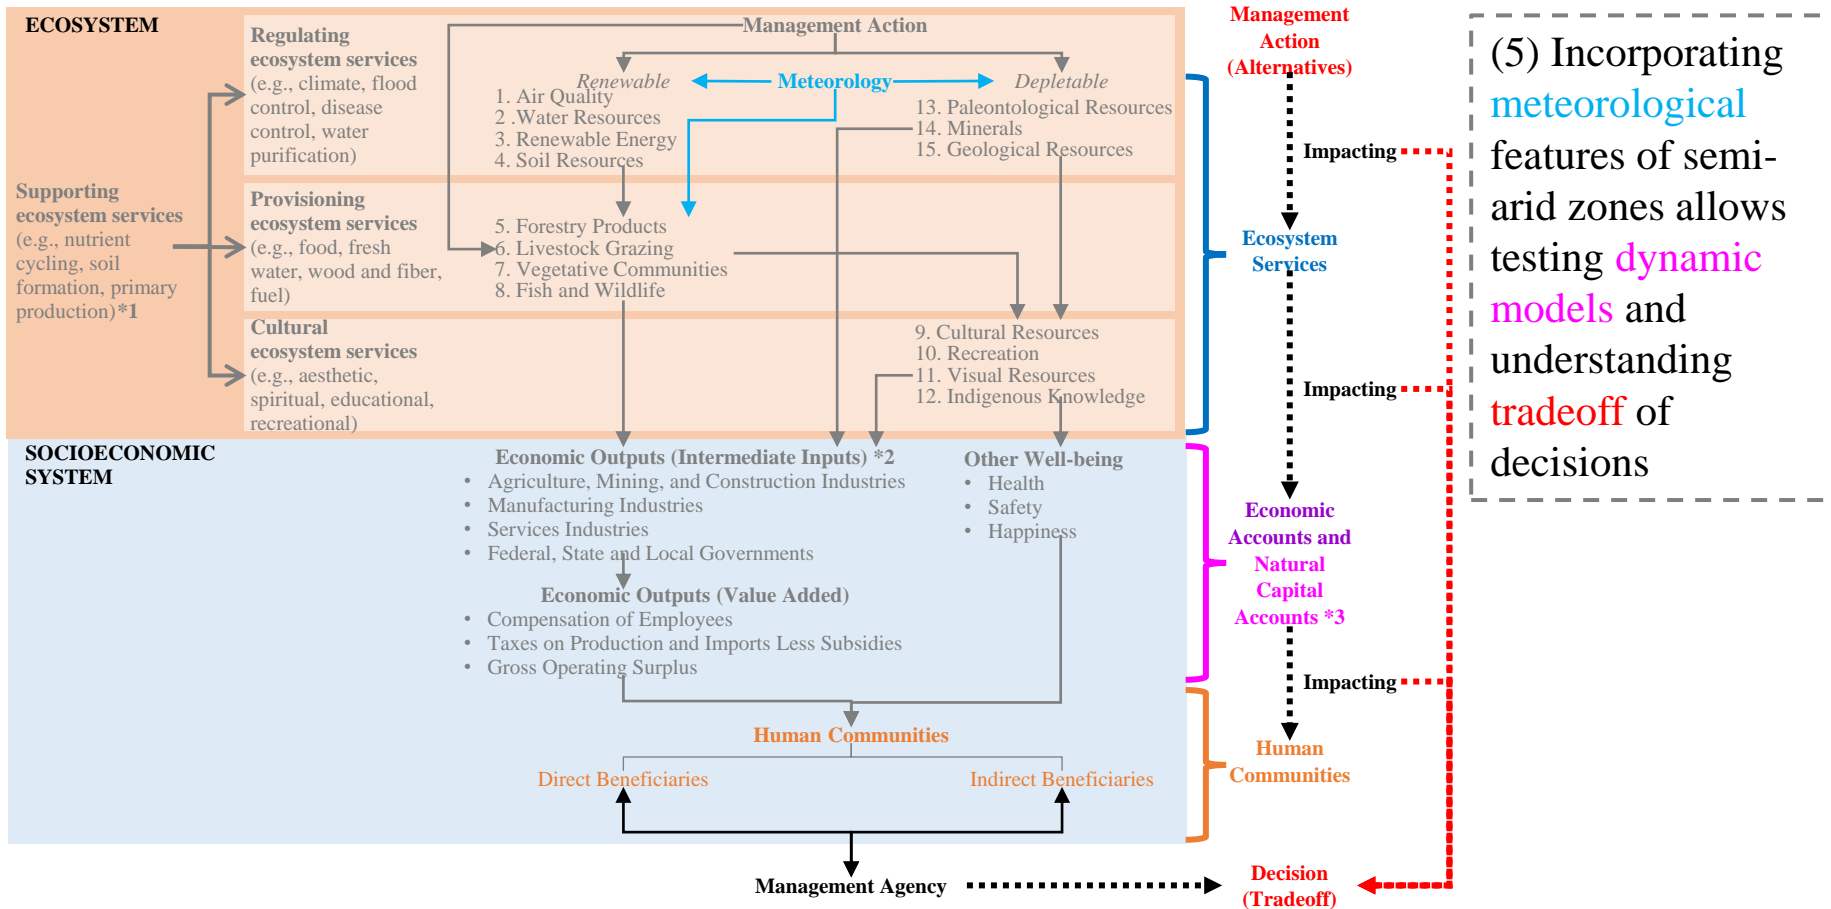 ECOSYSTEM
Supporting
ecosystem services
(e.g., nutrient
cycling, soil
formation, primary
production)*1
Regulating
ecosystem services
(e.g., climate, flood
control, disease
control, water
purification)
Provisioning
ecosystem services
(e.g., food, fresh
water, wood and fiber,
fuel)
Cultural
ecosystem services
(e.g., aesthetic,
spiritual, educational,
recreational)
Management Action
Renewable
Meteorology
Depletable
1. Air Quality
2 .Water Resources
3. Renewable Energy
4. Soil Resources
13. Paleontological Resources
14. Minerals
15. Geological Resources
5. Forestry Products
6. Livestock Grazing
7. Vegetative Communities
8. Fish and Wildlife
9. Cultural Resources
10. Recreation
11. Visual Resources
12. Indigenous Knowledge
SOCIOECONOMIC
SYSTEM
Economic Outputs (Intermediate Inputs) *2
• Agriculture, Mining, and Construction Industries
• Manufacturing Industries
• Services Industries
• Federal, State and Local Governments
Other Well-being
• Health
• Safety
• Happiness
Economic Outputs (Value Added)
• Compensation of Employees
• Taxes on Production and Imports Less Subsidies
• Gross Operating Surplus
Human Communities
Direct Beneficiaries
Indirect Beneficiaries
Management Agency
Management
Action
(Alternatives)
Impacting
Ecosystem
Services
Impacting
Economic
Accounts and
Natural
Capital
Accounts *3
Impacting
Human
Communities
Decision
(Tradeoff)
(5) Incorporating
meteorological
features of semi-
arid zones allows
testing dynamic
models and
understanding
tradeoff of
decisions